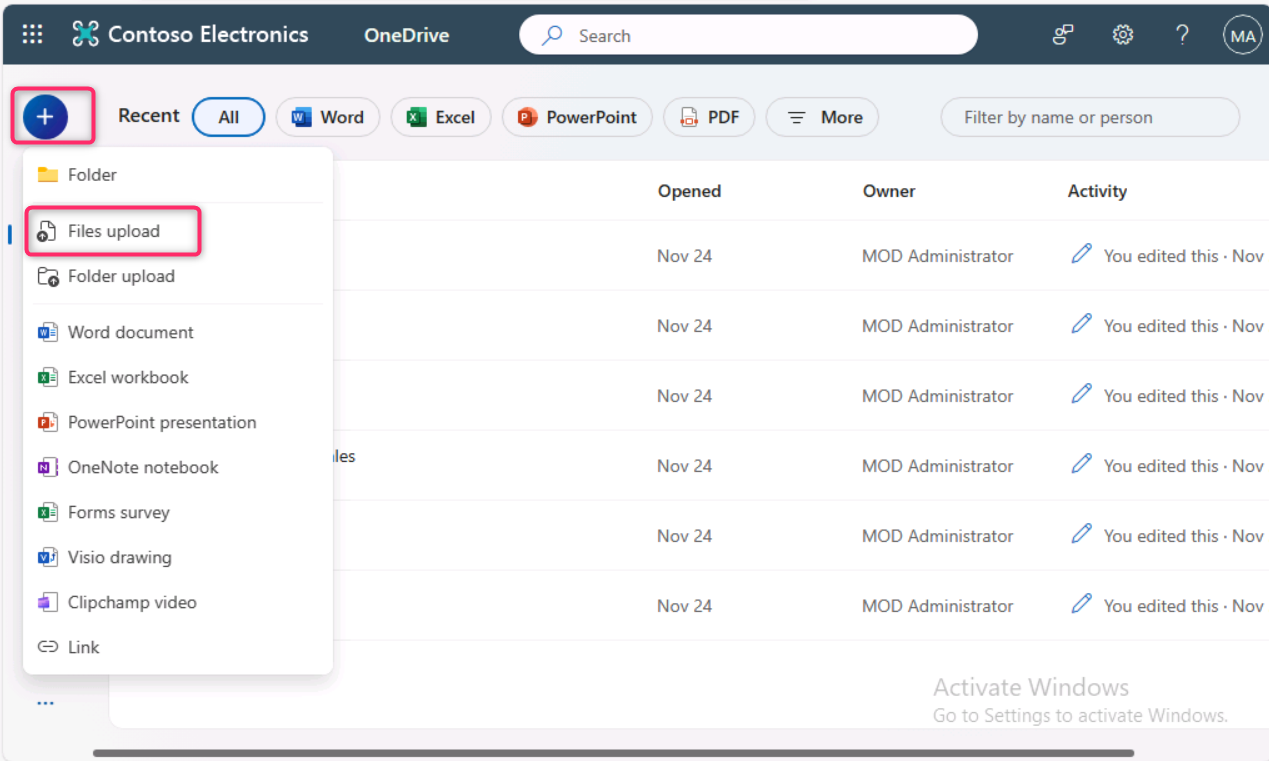 Contoso Electronics OneDrive Search ? MA
+ Recent All Word Excel PowerPoint PDF More Filter by name or person
Folder
Files upload
Folder upload
Word document
Excel workbook
PowerPoint presentation
OneNote notebook
Forms survey
Visio drawing
Clipchamp video
Link
...
Opened Owner Activity
Nov 24 MOD Administrator You edited this · Nov
Nov 24 MOD Administrator You edited this · Nov
Nov 24 MOD Administrator You edited this · Nov
Nov 24 MOD Administrator You edited this · Nov
Nov 24 MOD Administrator You edited this · Nov
Nov 24 MOD Administrator You edited this · Nov
Activate Windows
Go to Settings to activate Windows.